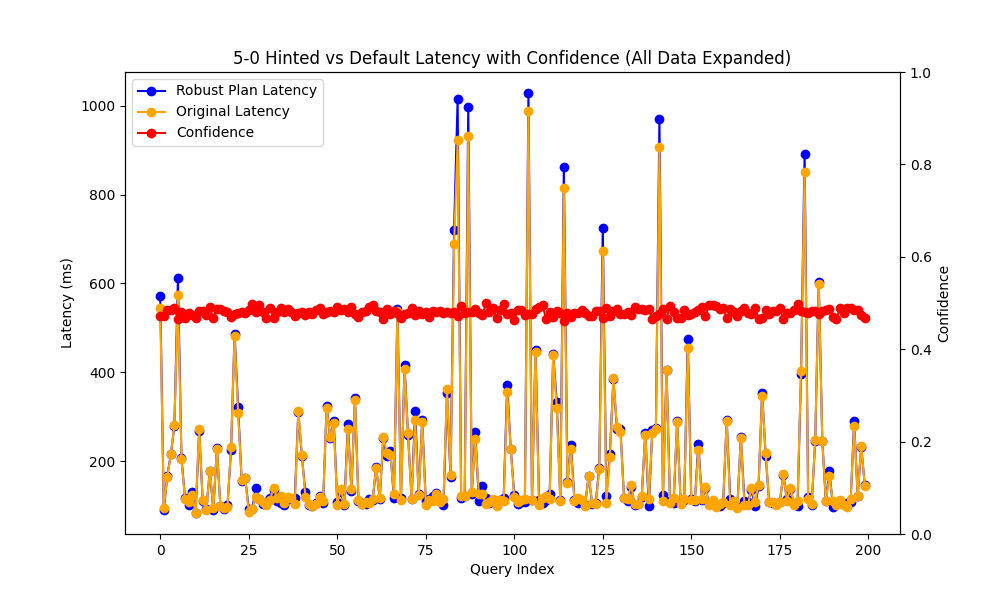 5-0 Hinted vs Default Latency with Confidence (All Data Expanded)
Robust Plan Latency
Original Latency
Confidence
1000
800
600
400
200
Latency (ms)
1.0
0.8
0.6
0.4
0.2
0.0
Confidence
0
25
50
75
100
125
150
175
200
Query Index